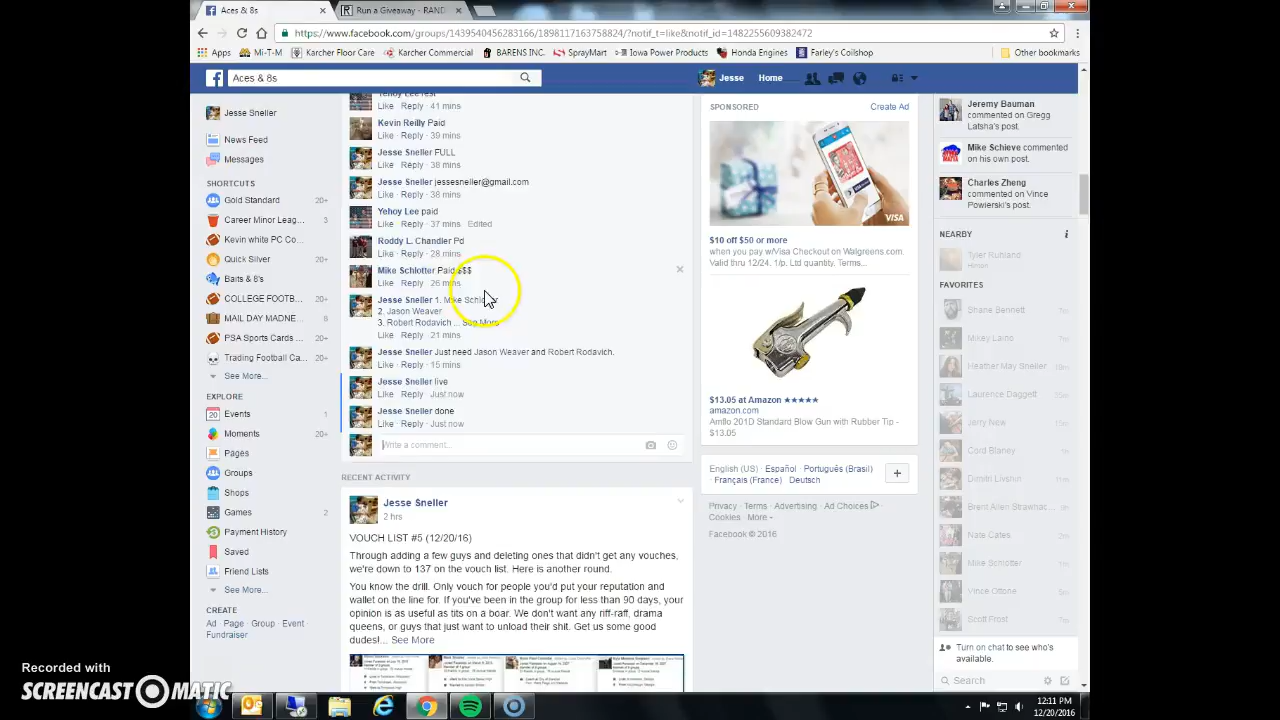 Aces & 8s
Run a Giveaway - RAND
https://www.facebook.com/groups/1439540456283166/1898117163758824/?notif_t=like&notif_id=1482255609382472
Apps
Mi-T-M
Karcher Floor Care
Karcher Commercial
BARENS INC.
SprayMart
Iowa Power Products
Honda Engines
Farley's Coilshop
Other bookmarks
Aces & 8s
Jesse
Home
Jesse Sneller
News Feed
Messages
SHORTCUTS
Gold Standard 20+
Career Minor Leag... 3
Kevin white PC Co...
Quick Silver 20+
Baits & 8's
COLLEGE FOOTB... 20+
MAIL DAY MADNE... 6
PSA Sports Cards ... 20+
Trading Football Ca... 20+
See More...
EXPLORE
Events 1
Moments 20+
Pages
Groups
Shops
Games 2
Payment History
Saved
Friend Lists
See More...
CREATE
Ad · Page · Group · Event ·
Fundraiser
Like · Reply · 41 mins
Kevin Reilly Paid
Like · Reply · 39 mins
Jesse Sneller FULL
Like · Reply · 38 mins
Jesse Sneller jessesneller@gmail.com
Like · Reply · 38 mins
Yehoy Lee paid
Like · Reply · 37 mins · Edited
Roddy L. Chandler Pd
Like · Reply · 28 mins
Mike Schlotter Paid $$$
Like · Reply · 26 mins
Jesse Sneller 1. Mike
2. Jason Weaver
3. Robert Rodavich ... See More
Like · Reply · 21 mins
Jesse Sneller Just need Jason Weaver and Robert Rodavich.
Like · Reply · 15 mins
Jesse Sneller live
Like · Reply · Just now
Jesse Sneller done
Like · Reply · Just now
Write a comment...
RECENT ACTIVITY
Jesse Sneller
2 hrs
VOUCH LIST #5 (12/20/16)
Through adding a few guys and deleting ones that didn't get any vouches,
we're down to 137 on the vouch list. Here is another round.
You know the drill. Only vouch for people you'd put your reputation and
wallet on the line for. If you've been in the group for less than 90 days, your
opinion is as useful as tits on a boar. We don't want any riff-raff, drama
queens, or guys that just want to unload their shit. Get us some good
dudes!... See More
SPONSORED
Create Ad
VISA
$10 off $50 or more
when you pay w/Visa Checkout on Walgreens.com.
Valid thru 12/24. 1/p. Ltd quantity. Terms...
$13.05 at Amazon ★★★★★
amazon.com
Amflo 201D Standard Blow Gun with Rubber Tip -
$13.05
English (US) · Español · Português (Brasil) ·
Français (France) · Deutsch
Privacy · Terms · Advertising · Ad Choices ·
Cookies · More
Facebook © 2016
Jeremy Bauman
commented on Gregg
Latsha's post.
Mike Schieve commented
on his own post.
Charles Zheng
commented on Vince
Powierski's post.
NEARBY
Tyler Ruhland
FAVORITES
Shane Bennett
Mikey Laino
Heather May Sneller
Laurence Daggett
Jerry New
Cord Blaney
Dimitri Livshin
Brent Allen Strawhac...
Nate Cates
Mike Schlotter
Vince Ottone
Scott Frost
Turn on chat to see who's
available.
Search
Recorded with
SCREENCAST-O-MATIC
12:11 PM
12/20/2016